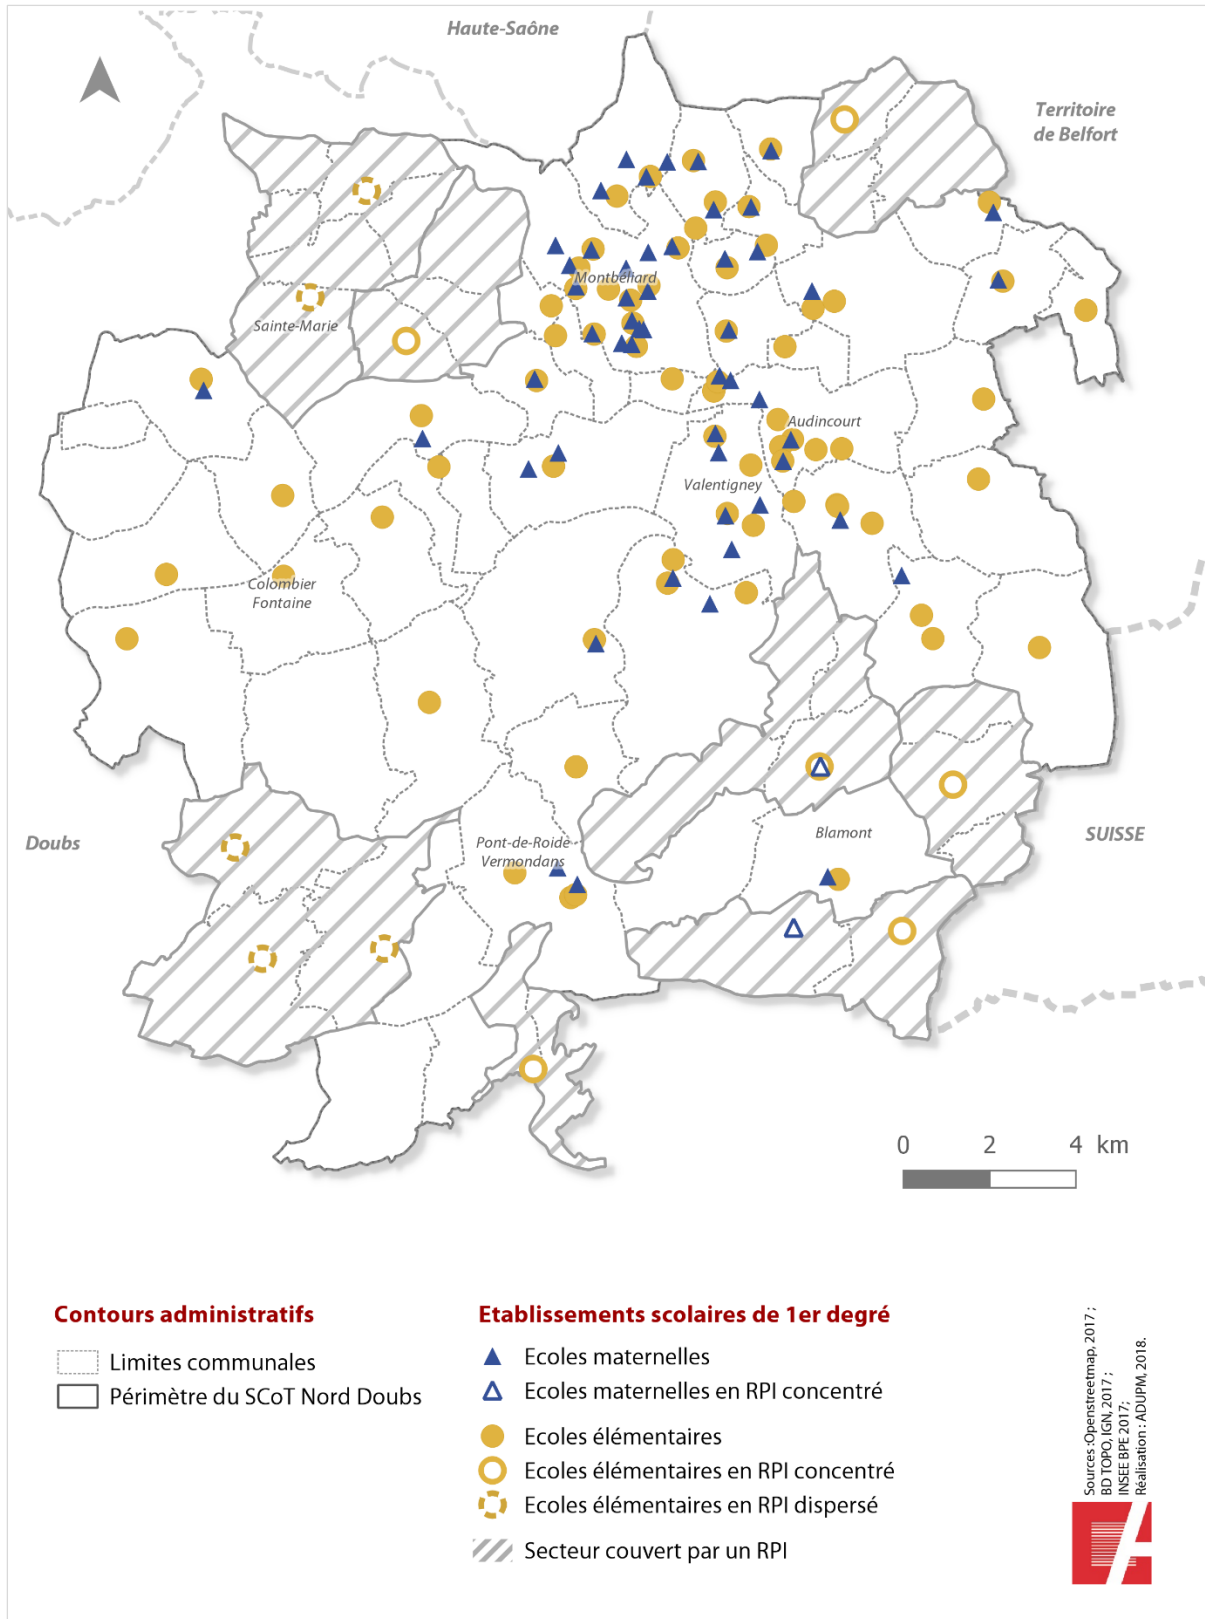 Haute-Saône
Territoire
de Belfort
Montbéliard
Sainte-Marie
Audincourt
Valentigney
Colombier
Fontaine
Doubs
Pont-de-Roide
Vermondans
Blamont
SUISSE
0 2 4 km
Contours administratifs
Limites communales
Périmètre du SCoT Nord Doubs
Etablissements scolaires de 1er degré
Ecoles maternelles
Ecoles maternelles en RPI concentré
Ecoles élémentaires
Ecoles élémentaires en RPI concentré
Ecoles élémentaires en RPI dispersé
Secteur couvert par un RPI
Sources :Openstreetmap, 2017 ;
BD TOPO, IGN, 2017 ;
INSEE BPE 2017;
Réalisation : ADUPM, 2018.